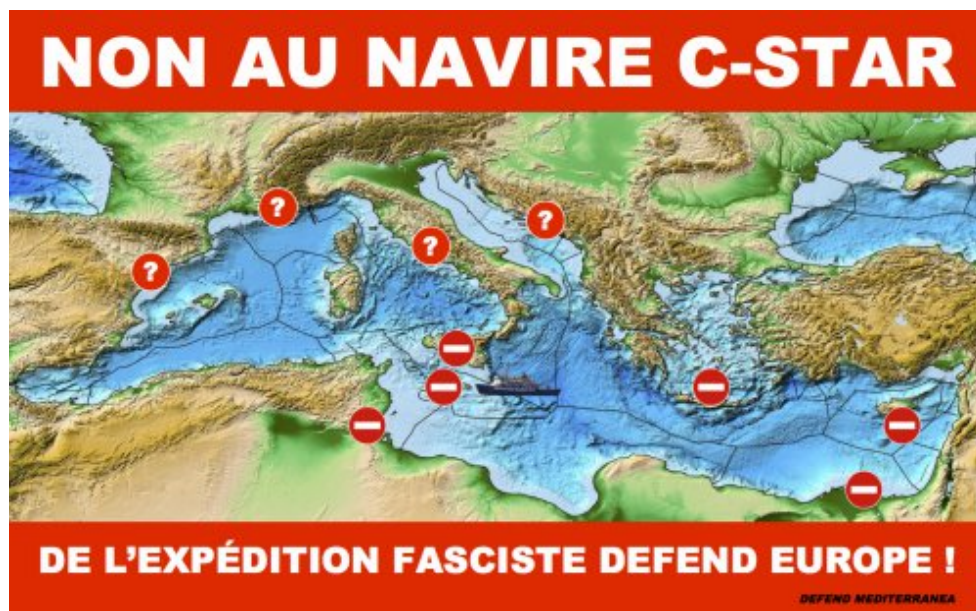 NON AU NAVIRE C-STAR
?
?
?
?
DE L'EXPÉDITION FASCISTE DEFEND EUROPE !
DEFEND MEDITERRANEA